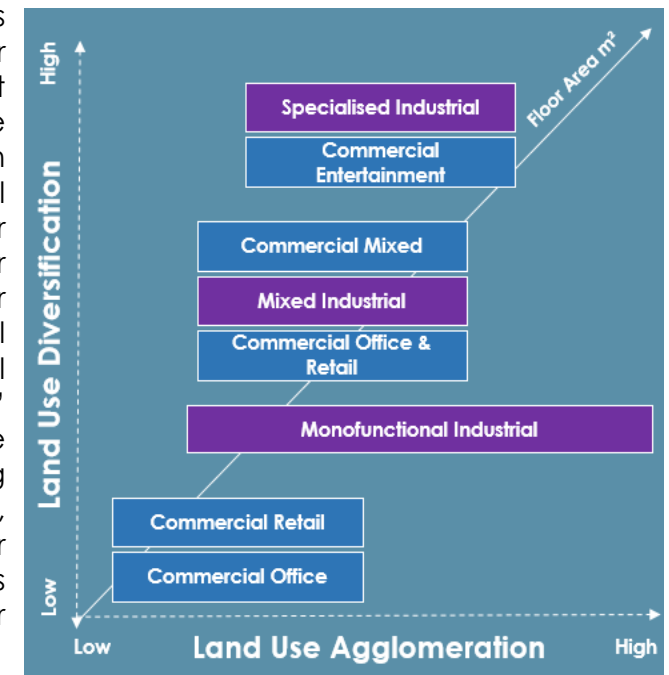 High
Floor Area m²
Specialised Industrial
Commercial
Entertainment
Land Use Diversification
Commercial Mixed
Mixed Industrial
Commercial Office &
Retail
Monofunctional Industrial
Commercial Retail
Commercial Office
Low
Low
Land Use Agglomeration
High